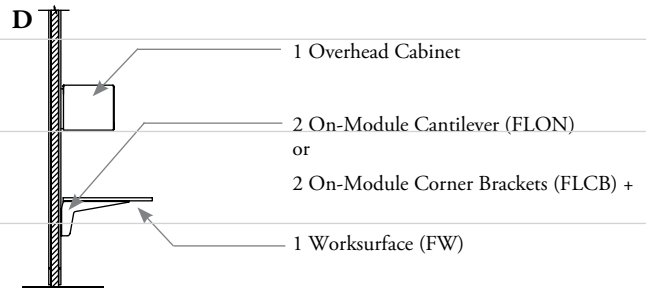 D
1 Overhead Cabinet
2 On-Module Cantilever (FLON)
or
2 On-Module Corner Brackets (FLCB) +
1 Worksurface (FW)